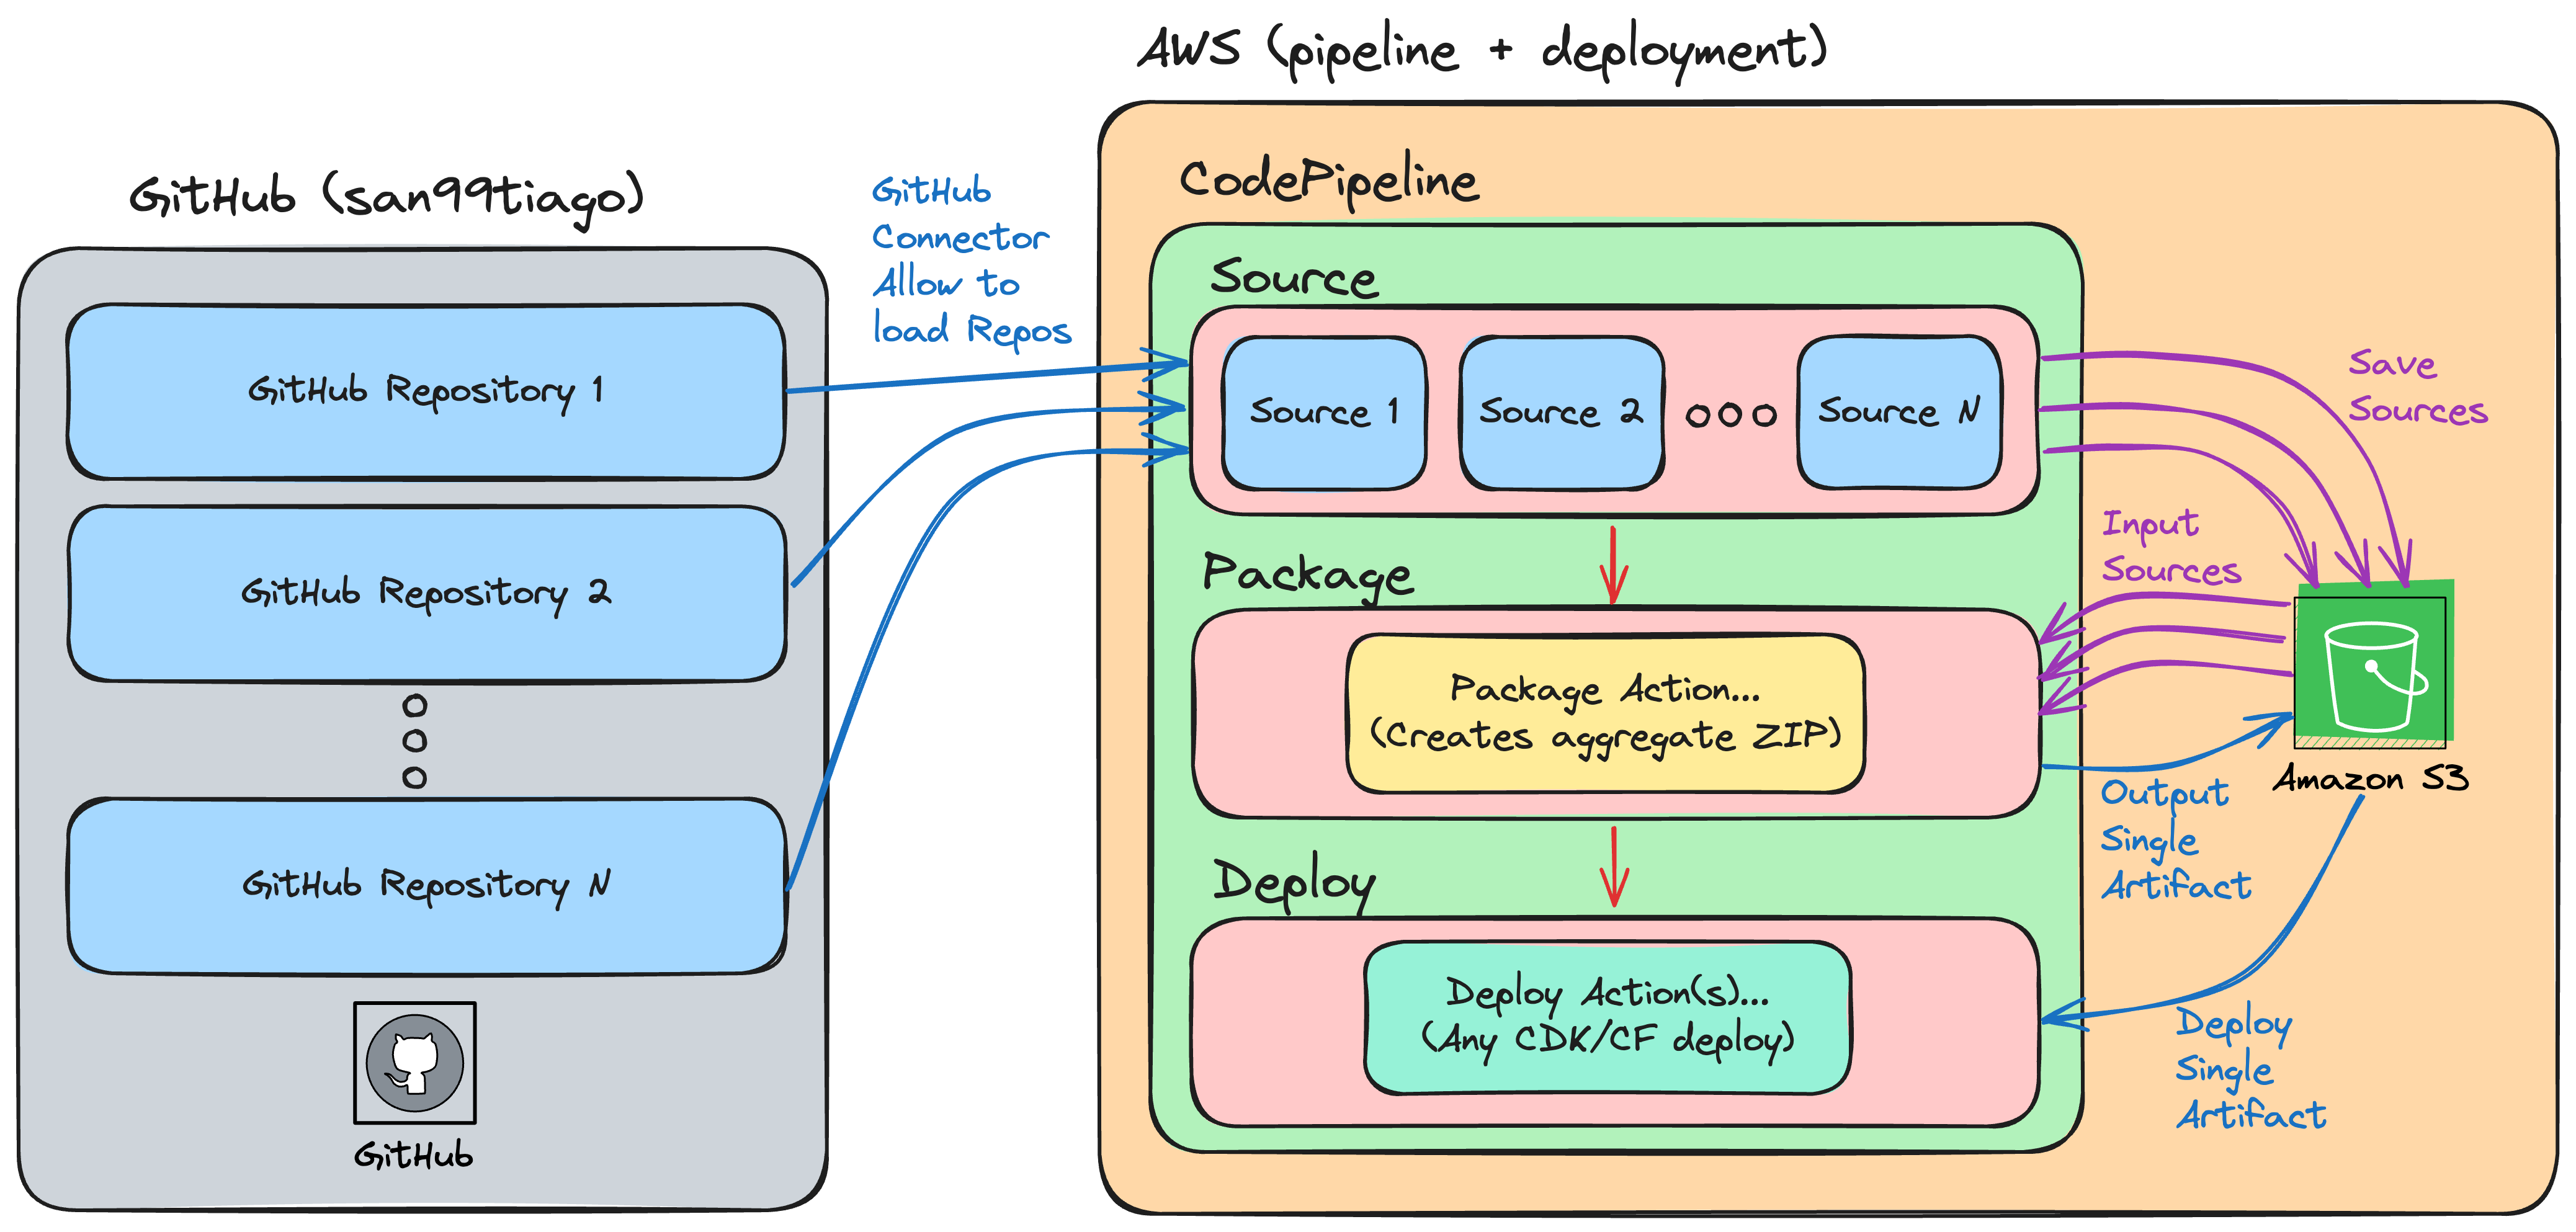 AWS (pipeline + deployment)
GitHub (san99tiago)
GitHub
Connector
Allow to
load Repos
GitHub Repository 1
GitHub Repository 2
GitHub Repository N
GitHub
CodePipeline
Source
Source 1
Source 2
Source N
Save
Sources
Input
Sources
Package
Package Action...
(Creates aggregate ZIP)
Amazon S3
Output
Single
Artifact
Deploy
Deploy Action(s)...
(Any CDK/CF deploy)
Deploy
Single
Artifact